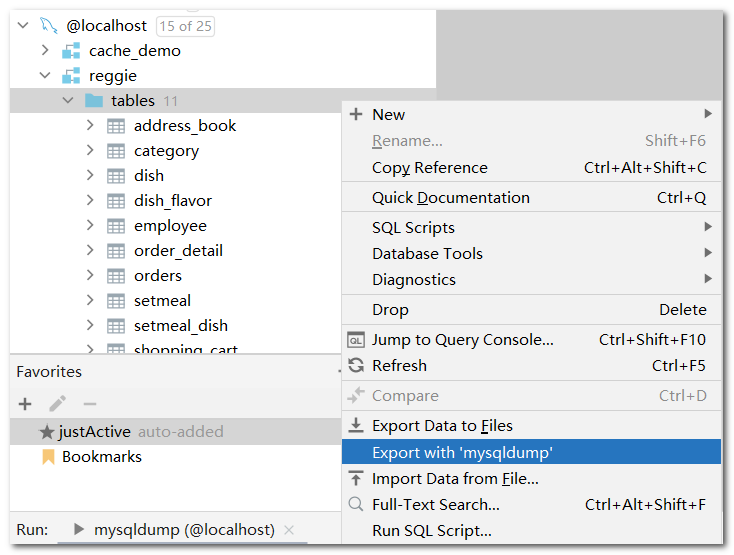 @localhost 15 of 25
cache_demo
reggie
tables 11
address_book
category
dish
dish_flavor
employee
order_detail
orders
setmeal
setmeal_dish
shopping_cart
New
Rename... Shift+F6
Copy Reference Ctrl+Alt+Shift+C
Quick Documentation Ctrl+Q
SQL Scripts
Database Tools
Diagnostics
Drop Delete
QL Jump to Query Console... Ctrl+Shift+F10
Refresh Ctrl+F5
Compare Ctrl+D
Export Data to Files
Export with 'mysqldump'
Import Data from File...
Full-Text Search... Ctrl+Alt+Shift+F
Run SQL Script...
Favorites
justActive auto-added
Bookmarks
Run: mysqldump (@localhost)